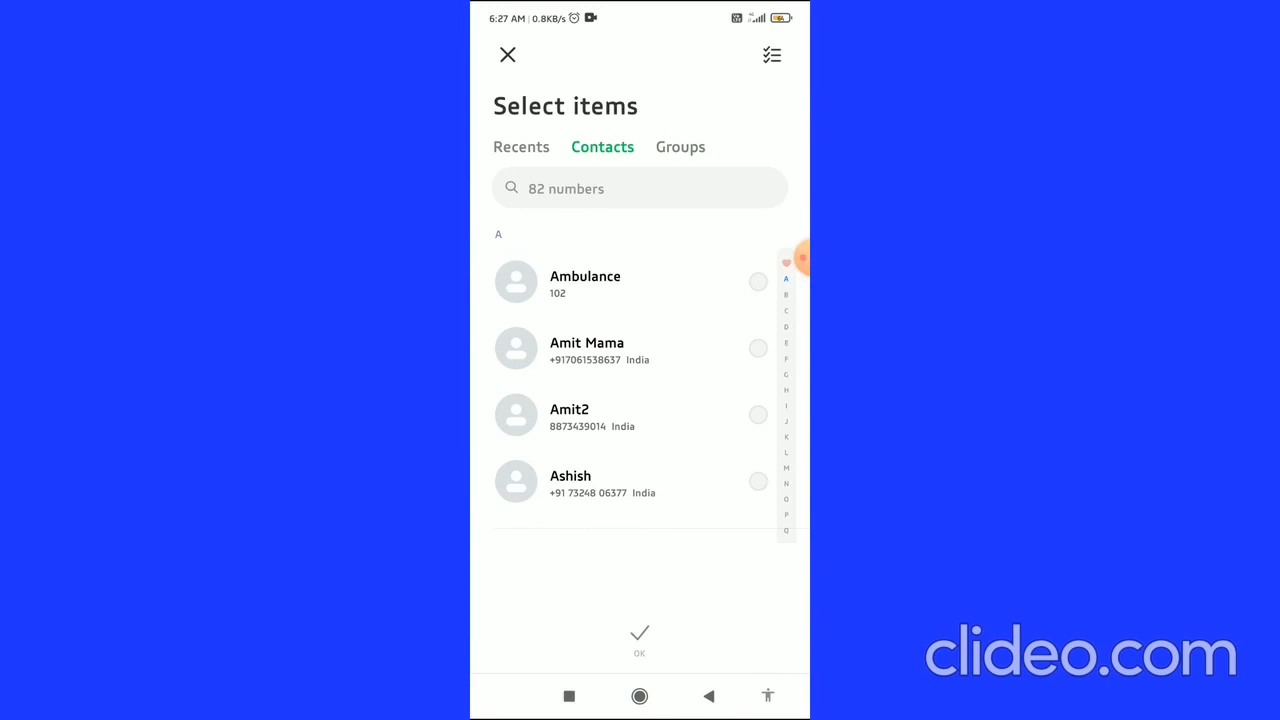 6:27 AM | 0.8KB/s
Select items
Recents Contacts Groups
82 numbers
A
Ambulance
102
Amit Mama
+917061538637 India
Amit2
8873439014 India
Ashish
+91 73248 06377 India
A
B
C
D
E
F
G
H
I
J
K
L
M
N
O
P
Q
OK
clideo.com